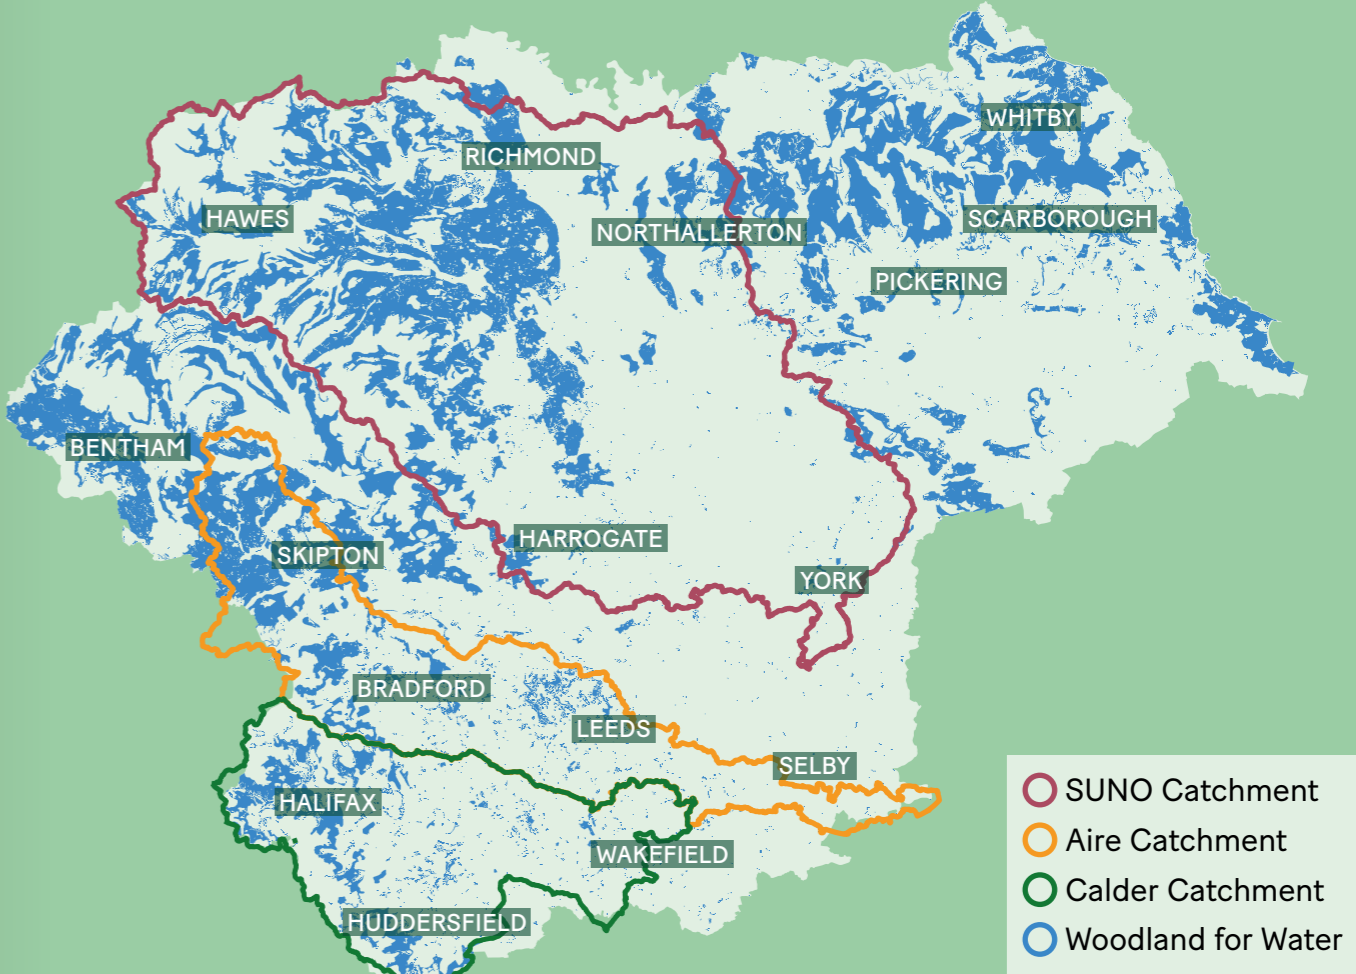 WHITBY
RICHMOND
HAWES
NORTHALLERTON
SCARBOROUGH
PICKERING
BENTHAM
HARROGATE
SKIPTON
YORK
BRADFORD
LEEDS
SELBY
HALIFAX
WAKEFIELD
HUDDERSFIELD
SUNO Catchment
Aire Catchment
Calder Catchment
Woodland for Water